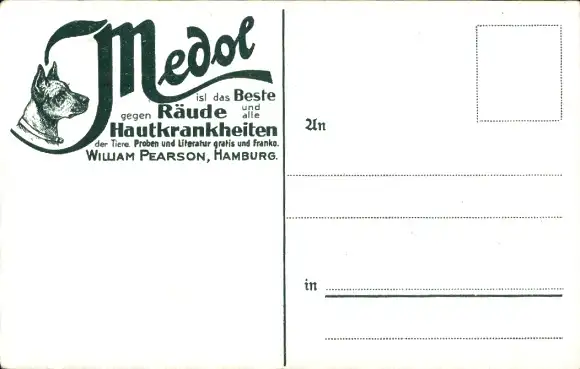 Medol
ist das Beste
gegen Räude und alle
Hautkrankheiten
der Tiere. Proben und Literatur gratis und franko.
WILLIAM PEARSON, HAMBURG.
An
in